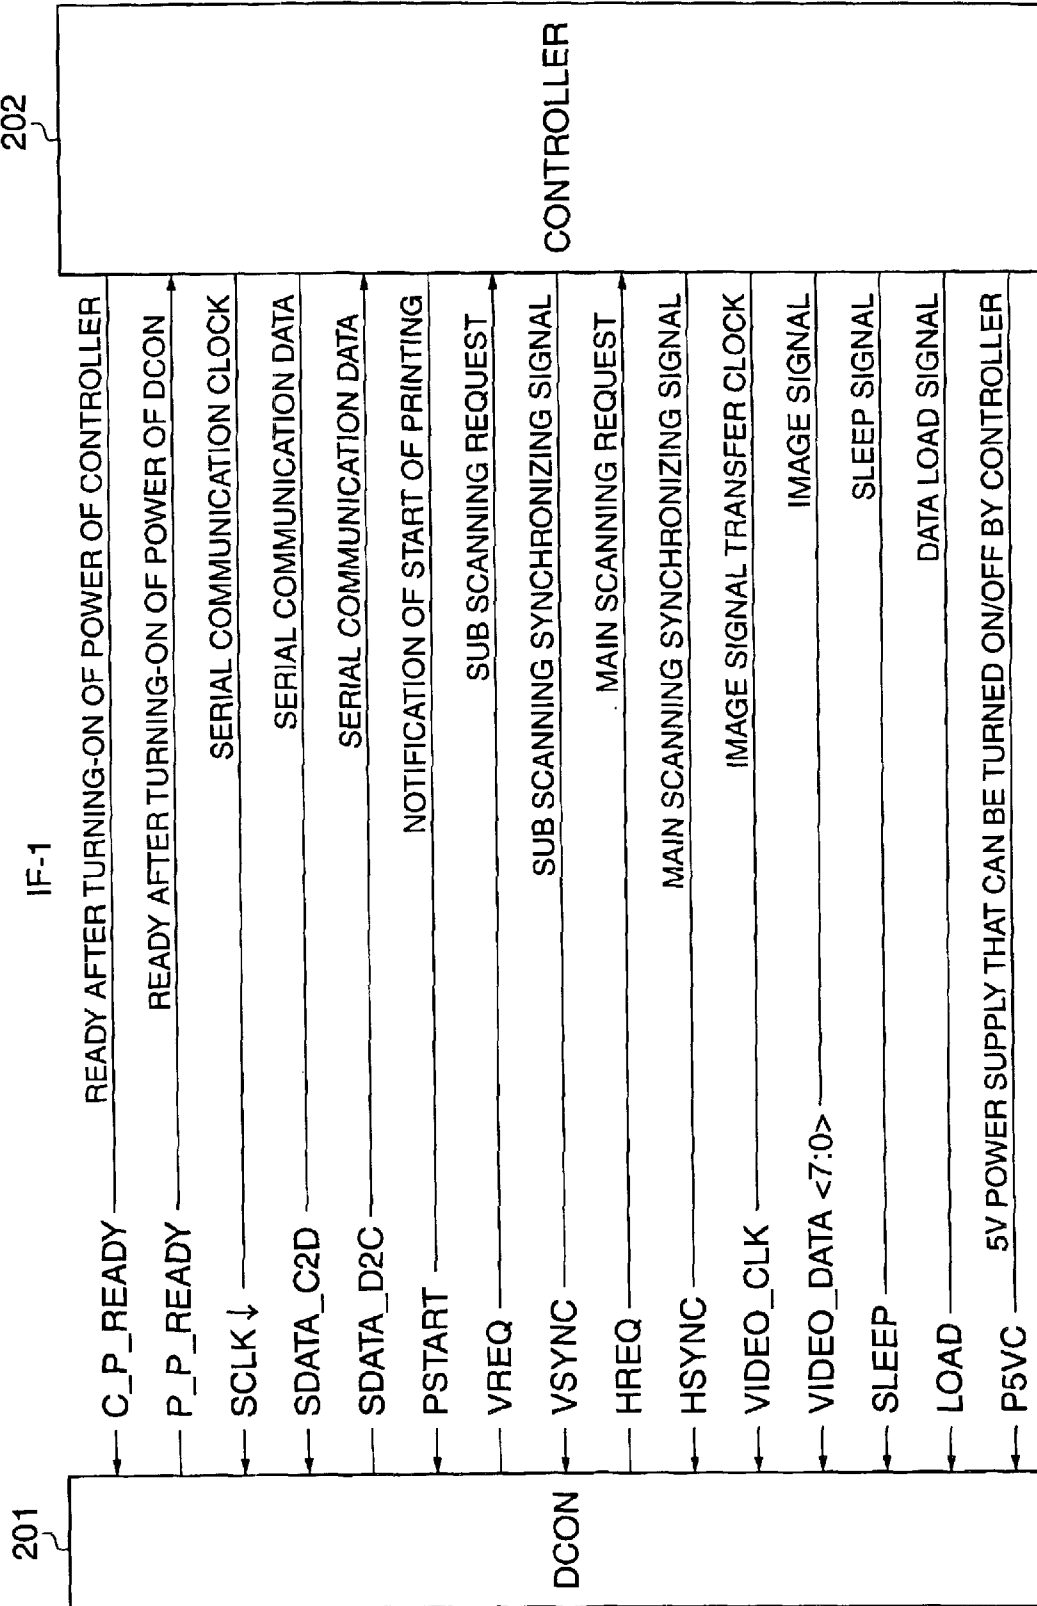 IF-1
201
202
DCON
CONTROLLER
C_P_READY READY AFTER TURNING-ON OF POWER OF CONTROLLER
P_P_READY READY AFTER TURNING-ON OF POWER OF DCON
SCLK ↓ SERIAL COMMUNICATION CLOCK
SDATA_C2D SERIAL COMMUNICATION DATA
SDATA_D2C SERIAL COMMUNICATION DATA
PSTART NOTIFICATION OF START OF PRINTING
VREQ SUB SCANNING REQUEST
VSYNC SUB SCANNING SYNCHRONIZING SIGNAL
HREQ MAIN SCANNING REQUEST
HSYNC MAIN SCANNING SYNCHRONIZING SIGNAL
VIDEO_CLK IMAGE SIGNAL TRANSFER CLOCK
VIDEO_DATA <7:0> IMAGE SIGNAL
SLEEP SLEEP SIGNAL
LOAD DATA LOAD SIGNAL
P5VC 5V POWER SUPPLY THAT CAN BE TURNED ON/OFF BY CONTROLLER